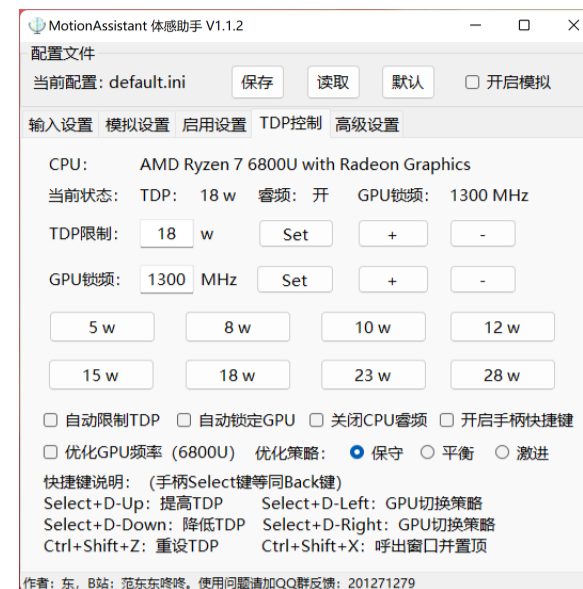 MotionAssistant 体感助手 V1.1.2
配置文件
当前配置: default.ini 保存 读取 默认 开启模拟
输入设置 模拟设置 启用设置 TDP控制 高级设置
CPU: AMD Ryzen 7 6800U with Radeon Graphics
当前状态: TDP: 18 w 睿频: 开 GPU锁频: 1300 MHz
TDP限制: 18 w Set + -
GPU锁频: 1300 MHz Set + -
5 w 8 w 10 w 12 w
15 w 18 w 23 w 28 w
自动限制TDP 自动锁定GPU 关闭CPU睿频 开启手柄快捷键
优化GPU频率（6800U） 优化策略: 保守 平衡 激进
快捷键说明: （手柄Select键等同Back键)
Select+D-Up: 提高TDP Select+D-Left: GPU切换策略
Select+D-Down: 降低TDP Select+D-Right: GPU切换策略
Ctrl+Shift+Z: 重设TDP Ctrl+Shift+X: 呼出窗口并置顶
作者: 东, B站: 范东东咚咚。使用问题请加QQ群反馈: 201271279